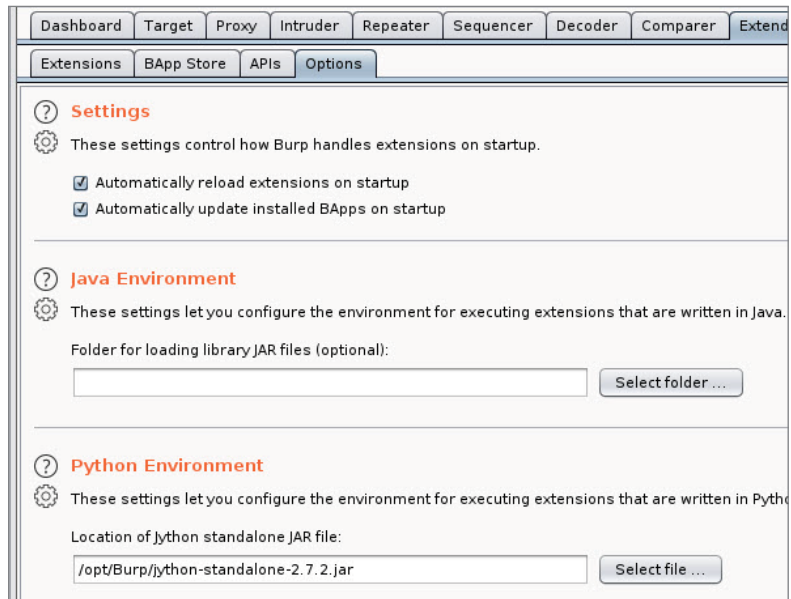 Dashboard Target Proxy Intruder Repeater Sequencer Decoder Comparer Extend
Extensions BApp Store APIs Options
? Settings
These settings control how Burp handles extensions on startup.
Automatically reload extensions on startup
Automatically update installed BApps on startup
? Java Environment
These settings let you configure the environment for executing extensions that are written in Java.
Folder for loading library JAR files (optional):
Select folder ...
? Python Environment
These settings let you configure the environment for executing extensions that are written in Pytho
Location of Jython standalone JAR file:
/opt/Burp/jython-standalone-2.7.2.jar Select file ...